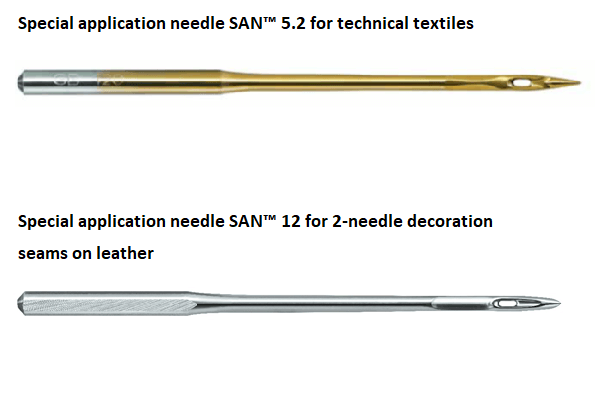 Special application needle SAN™ 5.2 for technical textiles
GB
Special application needle SAN™ 12 for 2-needle decoration
seams on leather